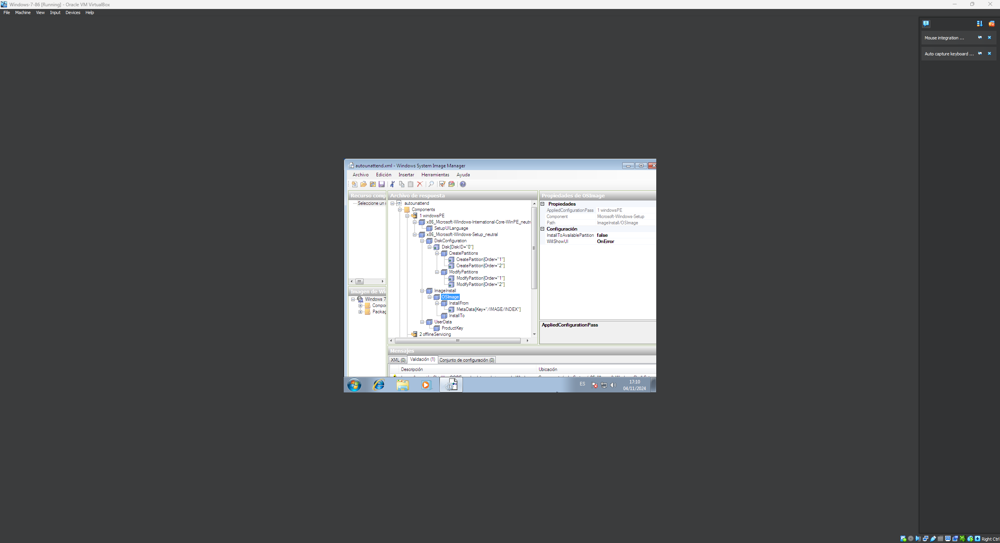 Windows-7-86 [Running] - Oracle VM VirtualBox
File Machine View Input Devices Help
Mouse integration ...
Auto capture keyboard ...
autounattend.xml - Windows System Image Manager
Archivo Edición Insertar Herramientas Ayuda
Recurso comp
Seleccione un
Imagen de Wi
Windows 7
Compo
Packag
Archivo de respuesta
autounattend
Components
1 windowsPE
x86_Microsoft-Windows-International-Core-WinPE_neutr
SetupUILanguage
x86_Microsoft-Windows-Setup_neutral
DiskConfiguration
Disk[DiskID="0"]
CreatePartitions
CreatePartition[Order="1"]
CreatePartition[Order="2"]
ModifyPartitions
ModifyPartition[Order="1"]
ModifyPartition[Order="2"]
ImageInstall
OSImage
InstallFrom
MetaData[Key="/IMAGE/INDEX"]
InstallTo
UserData
ProductKey
2 offlineServicing
Propiedades de OSImage
Propiedades
AppliedConfigurationPass 1 windowsPE
Component Microsoft-Windows-Setup
Path ImageInstall/OSImage
Configuración
InstallToAvailablePartition false
WillShowUI OnError
AppliedConfigurationPass
Mensajes
XML (0) Validación (1) Conjunto de configuración (0)
Descripción Ubicación
ES
17:10
04/11/2024
Right Ctrl